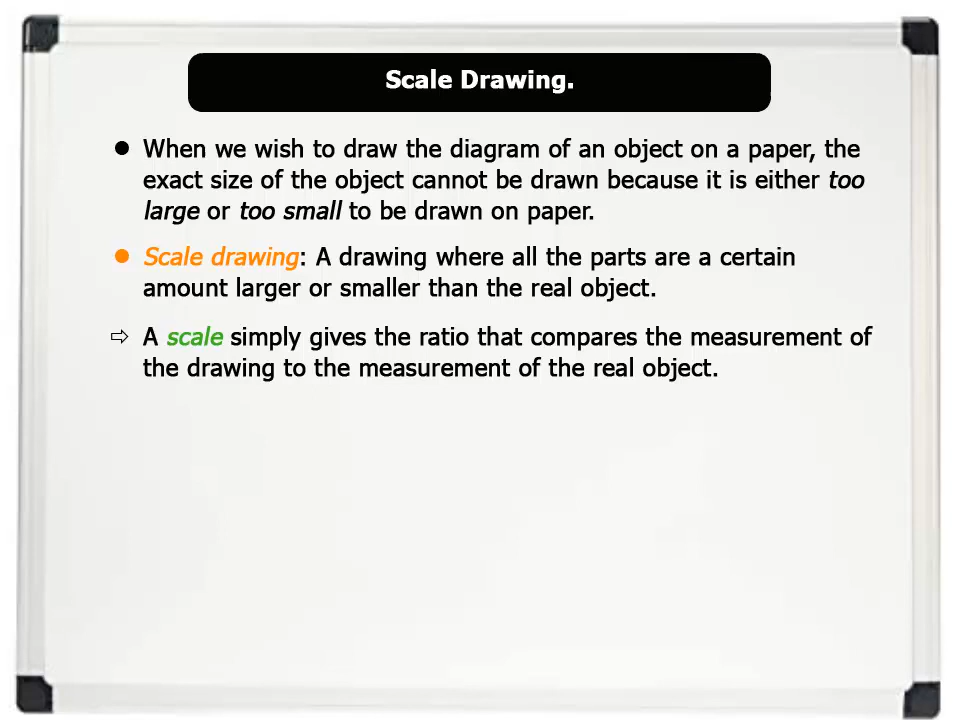 Scale Drawing.
● When we wish to draw the diagram of an object on a paper, the
exact size of the object cannot be drawn because it is either too
large or too small to be drawn on paper.
● Scale drawing: A drawing where all the parts are a certain
amount larger or smaller than the real object.
⇨ A scale simply gives the ratio that compares the measurement of
the drawing to the measurement of the real object.